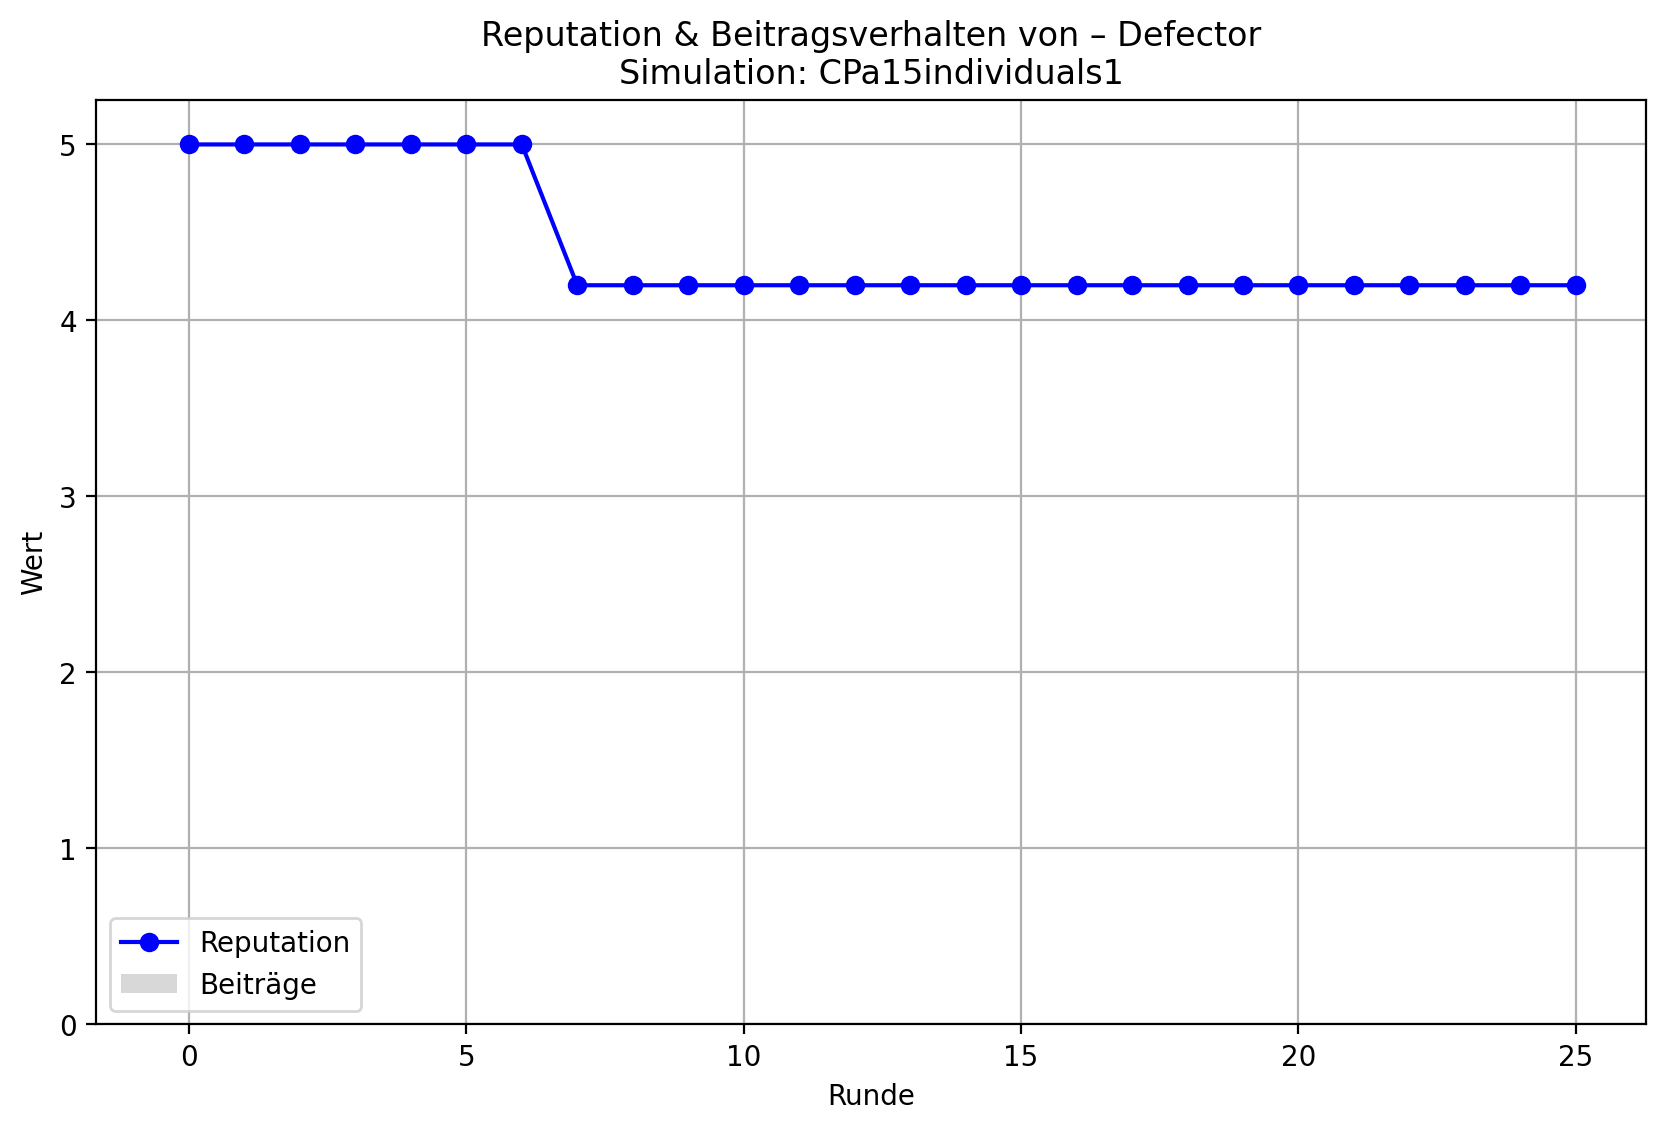 Reputation & Beitragsverhalten von – Defector
Simulation: CPa15individuals1
5
4
3
2
1
0
Wert
Reputation
Beiträge
0 5 10 15 20 25
Runde